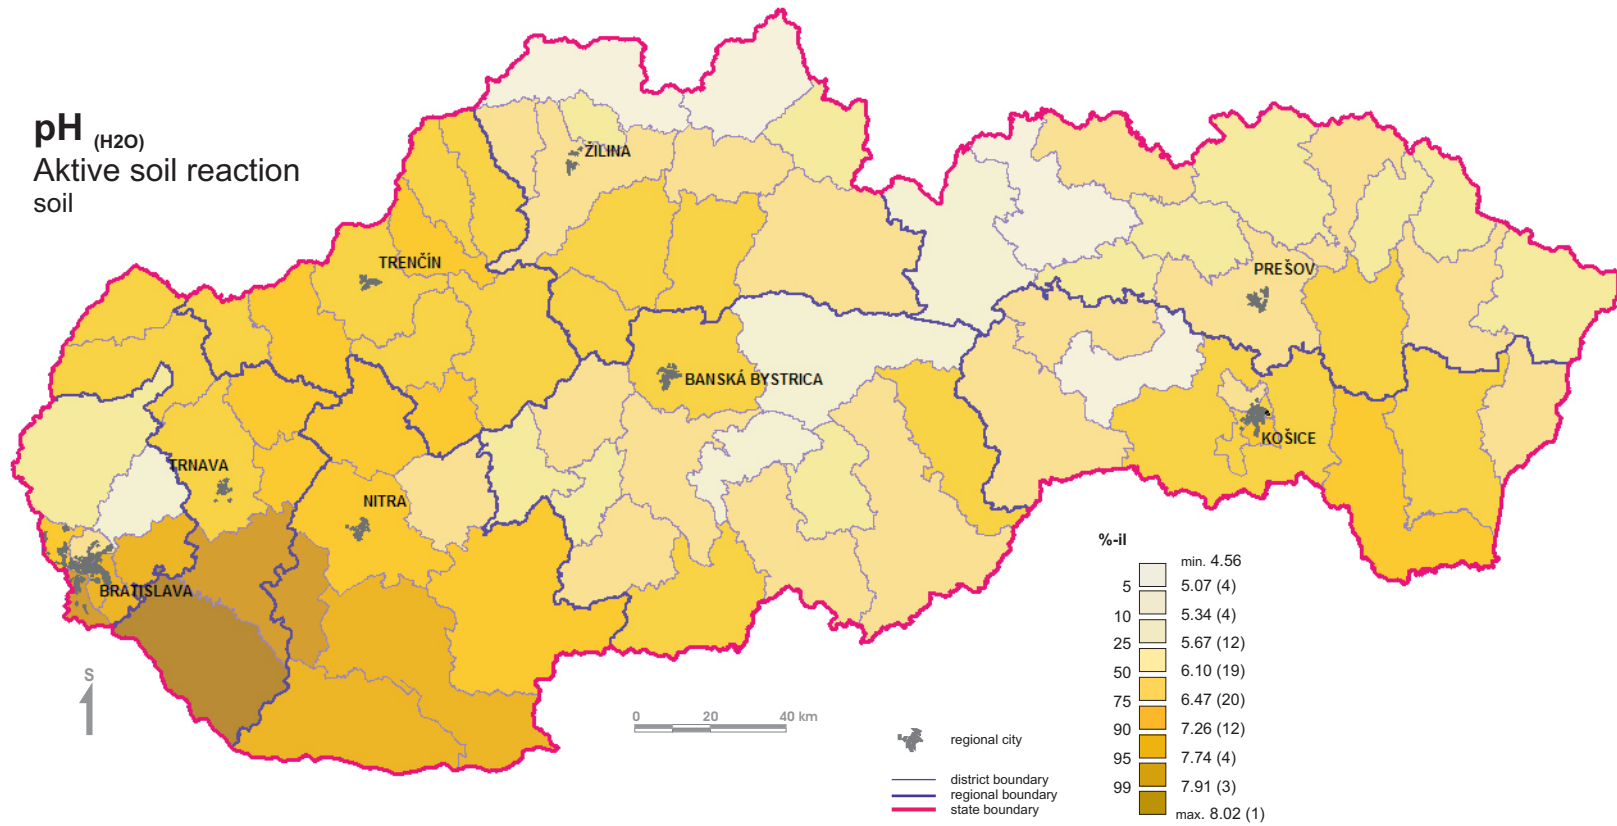 pH (H2O)
Aktive soil reaction
soil
ŽILINA
TRENČÍN
PREŠOV
BANSKÁ BYSTRICA
KOŠICE
TRNAVA
NITRA
BRATISLAVA
S
0 20 40 km
regional city
district boundary
regional boundary
state boundary
%-il
min. 4.56
5 5.07 (4)
10 5.34 (4)
25 5.67 (12)
50 6.10 (19)
75 6.47 (20)
90 7.26 (12)
95 7.74 (4)
99 7.91 (3)
max. 8.02 (1)